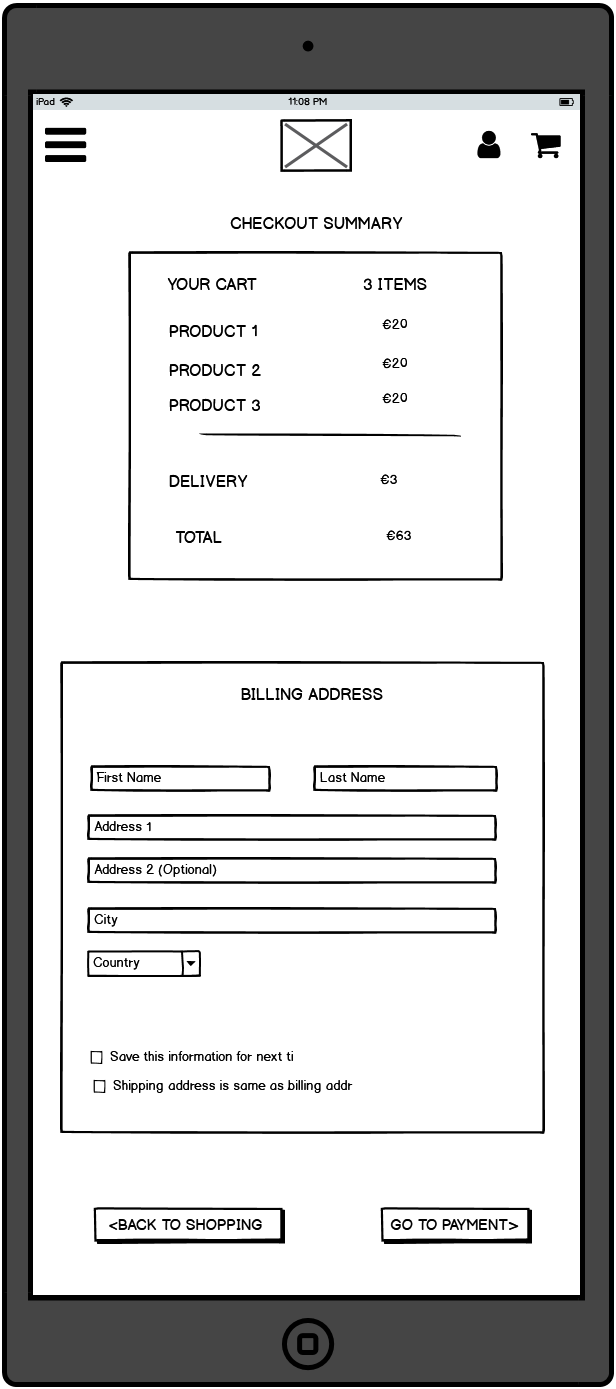 iPad 11:08 PM
CHECKOUT SUMMARY
YOUR CART 3 ITEMS
PRODUCT 1 €20
PRODUCT 2 €20
PRODUCT 3 €20
DELIVERY €3
TOTAL €63
BILLING ADDRESS
First Name Last Name
Address 1
Address 2 (Optional)
City
Country
Save this information for next ti
Shipping address is same as billing addr
<BACK TO SHOPPING GO TO PAYMENT>